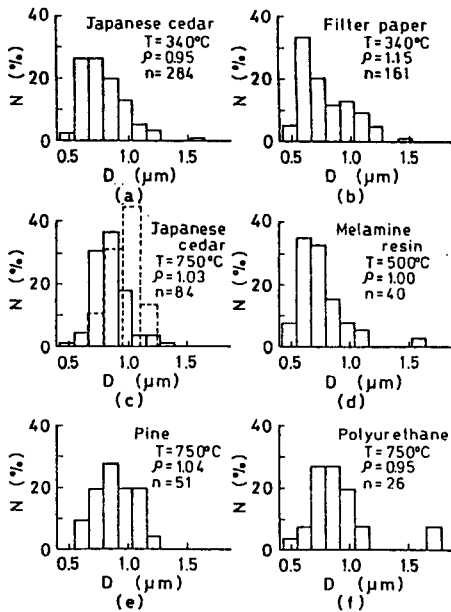 Japanese cedar
T=340°C
ρ=0.95
n=284
N (%)
40
20
0
0.5 1.0 1.5
D (μm)
(a)
Filter paper
T=340°C
ρ=1.15
n=161
N (%)
40
20
0
0.5 1.0 1.5
D (μm)
(b)
Japanese
cedar
T=750°C
ρ=1.03
n=84
N (%)
40
20
0
0.5 1.0 1.5
D (μm)
(c)
Melamine
resin
T=500°C
ρ=1.00
n=40
N (%)
40
20
0
0.5 1.0 1.5
D (μm)
(d)
Pine
T=750°C
ρ=1.04
n=51
N (%)
40
20
0
0.5 1.0 1.5
D (μm)
(e)
Polyurethane
T=750°C
ρ=0.95
n=26
N (%)
40
20
0
0.5 1.0 1.5
D (μm)
(f)